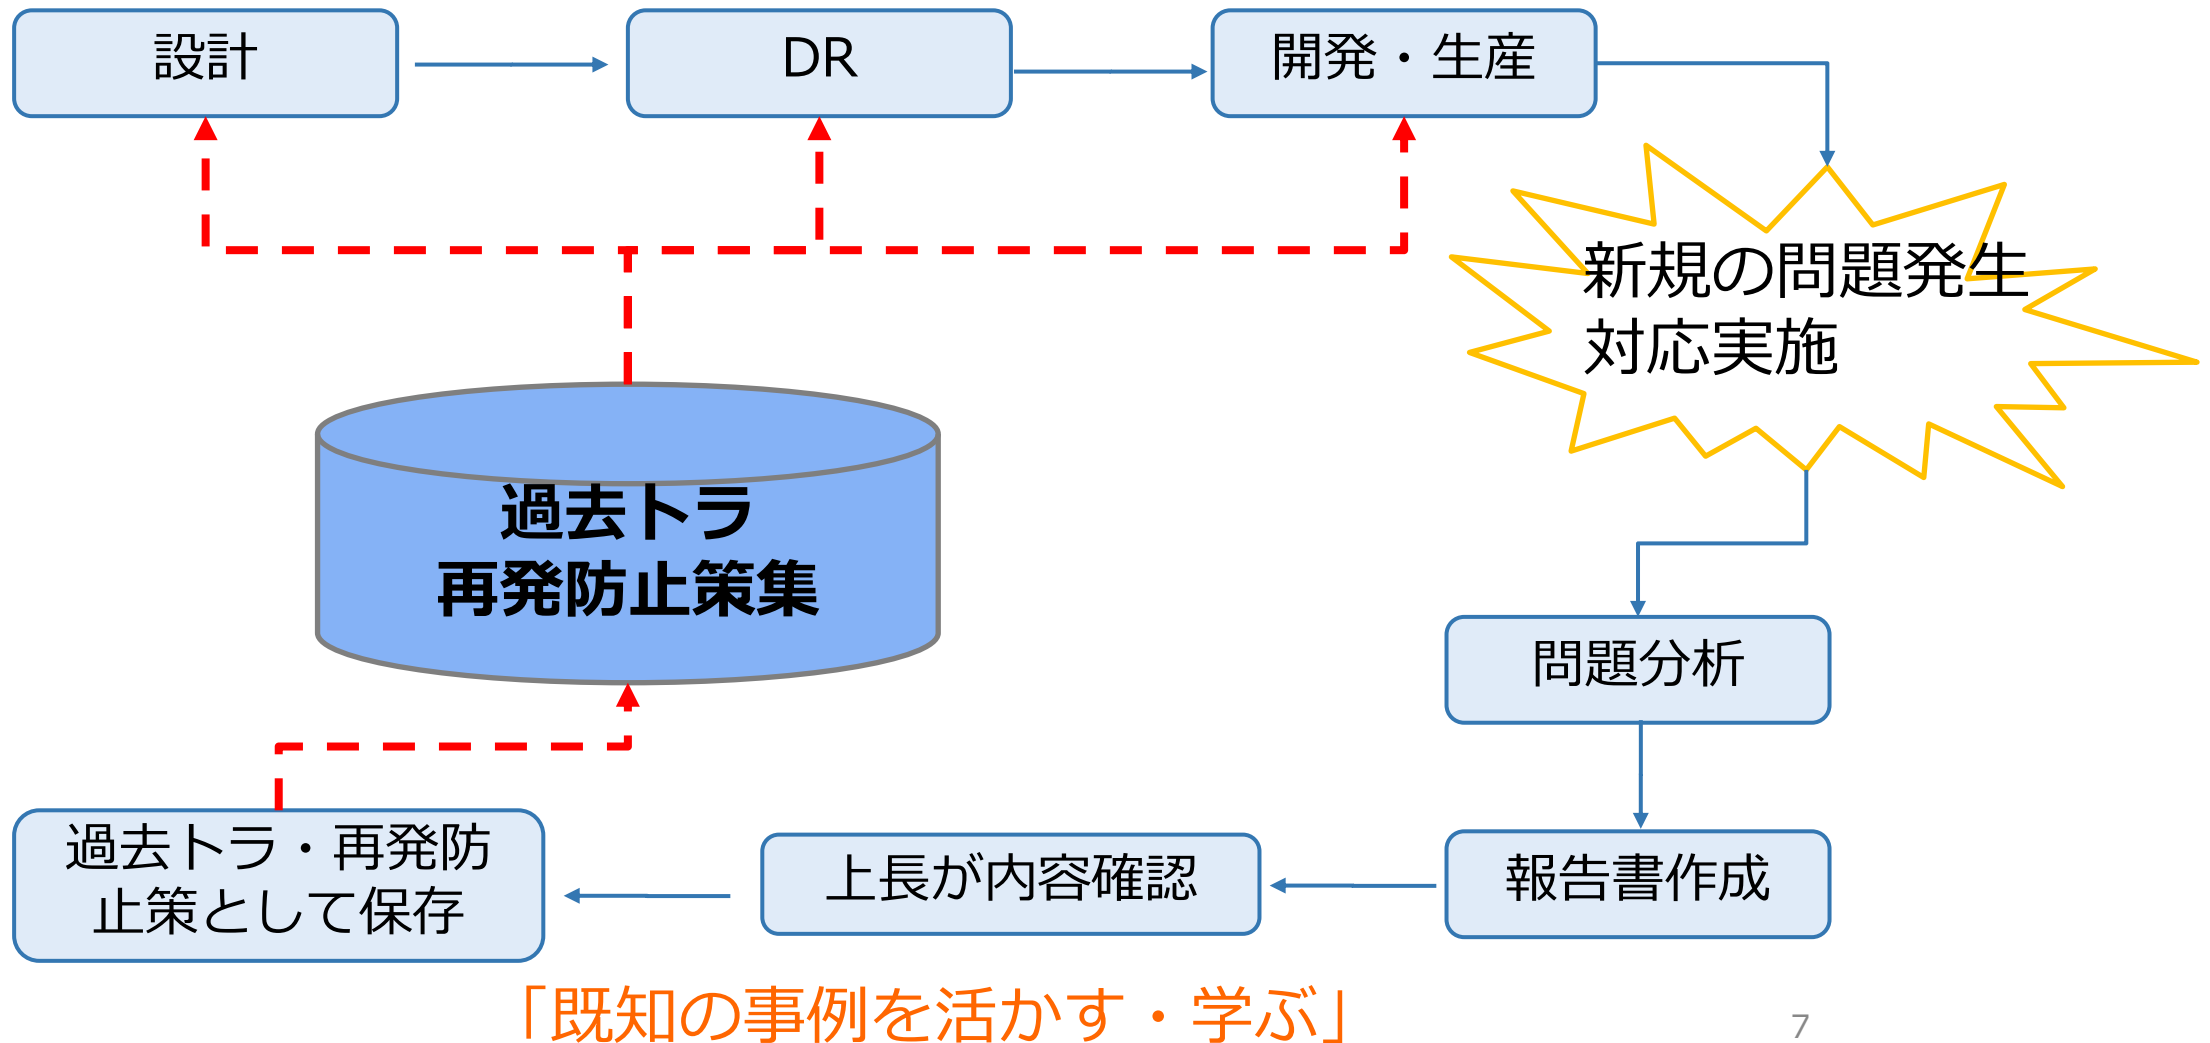 設計
DR
開発・生産
新規の問題発生
対応実施
過去トラ
再発防止策集
問題分析
報告書作成
上長が内容確認
過去トラ・再発防
止策として保存
「既知の事例を活かす・学ぶ」
7